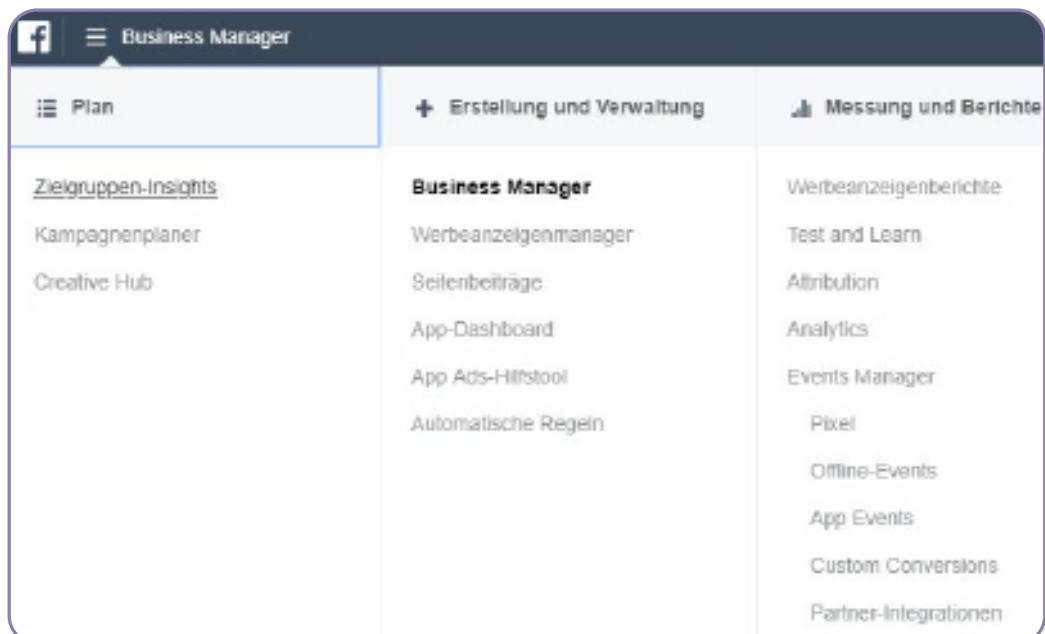 Business Manager
Plan
Zielgruppen-Insights
Kampagnenplaner
Creative Hub
Erstellung und Verwaltung
Business Manager
Werbeanzeigenmanager
Seitenbeiträge
App-Dashboard
App Ads-Hilfstool
Automatische Regeln
Messung und Berichte
Werbeanzeigenberichte
Test and Learn
Attribution
Analytics
Events Manager
Pixel
Offline-Events
App Events
Custom Conversions
Partner-Integrationen